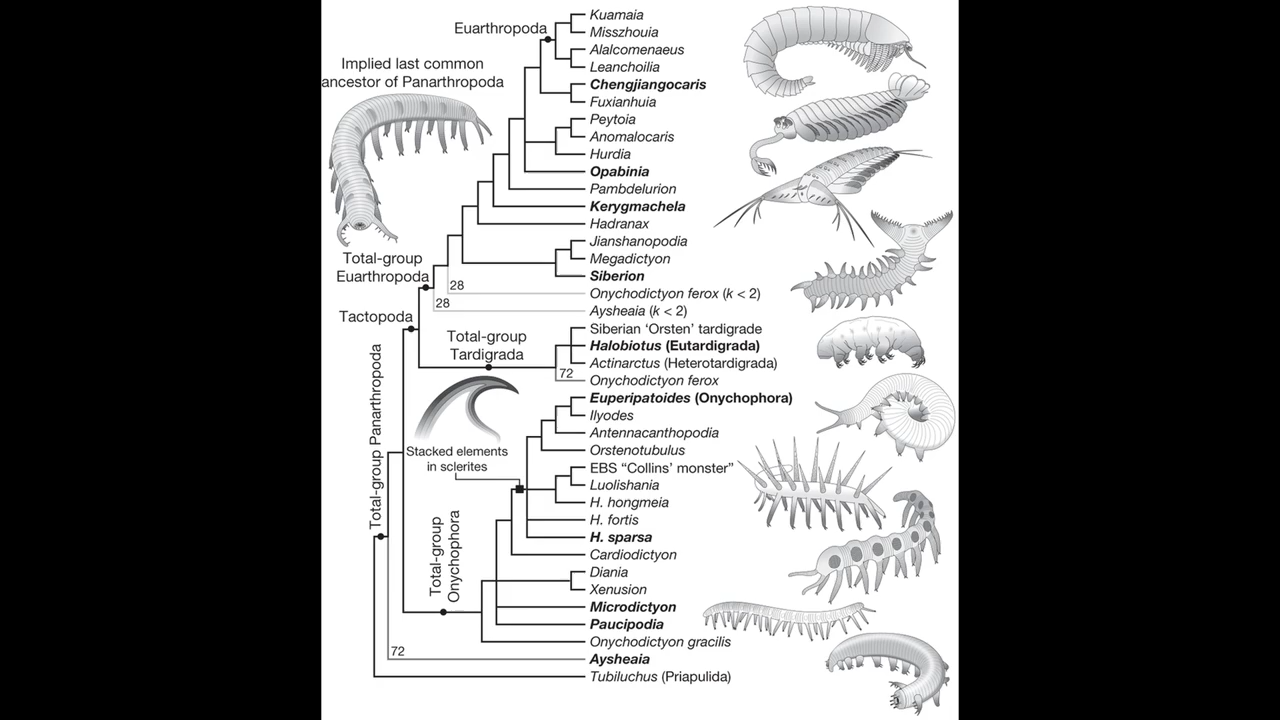 Euarthropoda
Implied last common
ancestor of Panarthropoda
Total-group
Euarthropoda
28
28
Tactopoda
Total-group
Tardigrada
72
Total-group Panarthropoda
Stacked elements
in sclerites
Total-group
Onychophora
72
Kuamaia
Misszhouia
Alalcomenaeus
Leanchoilia
Chengjiangocaris
Fuxianhuia
Peytoia
Anomalocaris
Hurdia
Opabinia
Pambdelurion
Kerygmachela
Hadranax
Jianshanopodia
Megadictyon
Siberion
Onychodictyon ferox (k < 2)
Aysheaia (k < 2)
Siberian ‘Orsten’ tardigrade
Halobiotus (Eutardigrada)
Actinarctus (Heterotardigrada)
Onychodictyon ferox
Euperipatoides (Onychophora)
Ilyodes
Antennacanthopodia
Orstenotubulus
EBS “Collins’ monster”
Luolishania
H. hongmeia
H. fortis
H. sparsa
Cardiodictyon
Diania
Xenusion
Microdictyon
Paucipodia
Onychodictyon gracilis
Aysheaia
Tubiluchus (Priapulida)